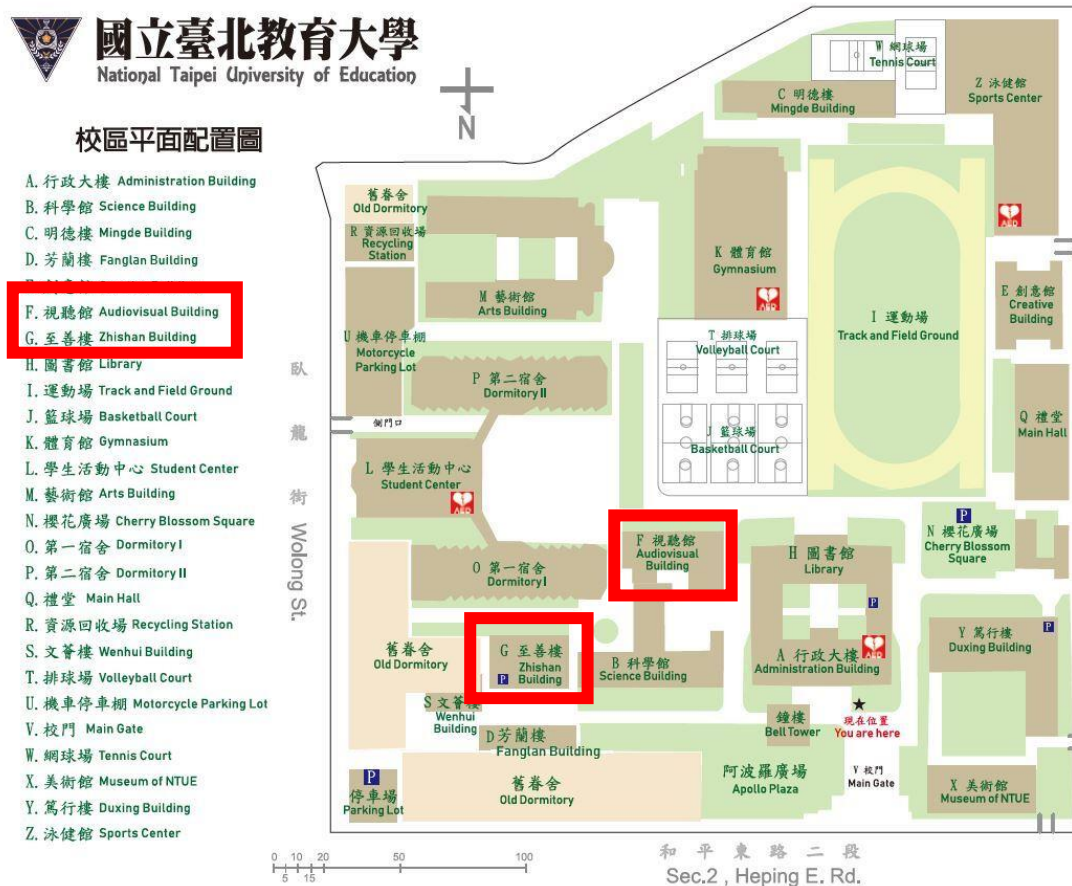 國立臺北教育大學
National Taipei University of Education
N
校區平面配置圖
A. 行政大樓 Administration Building
B. 科學館 Science Building
C. 明德樓 Mingde Building
D. 芳蘭樓 Fanglan Building
F. 視聽館 Audiovisual Building
G. 至善樓 Zhishan Building
H. 圖書館 Library
I. 運動場 Track and Field Ground
J. 籃球場 Basketball Court
K. 體育館 Gymnasium
L. 學生活動中心 Student Center
M. 藝術館 Arts Building
N. 櫻花廣場 Cherry Blossom Square
O. 第一宿舍 Dormitory I
P. 第二宿舍 Dormitory II
Q. 禮堂 Main Hall
R. 資源回收場 Recycling Station
S. 文薈樓 Wenhui Building
T. 排球場 Volleyball Court
U. 機車停車棚 Motorcycle Parking Lot
V. 校門 Main Gate
W. 網球場 Tennis Court
X. 美術館 Museum of NTUE
Y. 篤行樓 Duxing Building
Z. 泳健館 Sports Center
W 網球場
Tennis Court
C 明德樓
Mingde Building
Z 泳健館
Sports Center
AED
舊眷舍
Old Dormitory
R 資源回收場
Recycling
Station
M 藝術館
Arts Building
K 體育館
Gymnasium
AED
E 創意館
Creative
Building
I 運動場
Track and Field Ground
U 機車停車棚
Motorcycle
Parking Lot
T 排球場
Volleyball Court
P 第二宿舍
Dormitory II
側門口
J 籃球場
Basketball Court
Q 禮堂
Main Hall
L 學生活動中心
Student Center
AED
臥龍街 Wolong St.
P
N 櫻花廣場
Cherry Blossom
Square
F 視聽館
Audiovisual
Building
H 圖書館
Library
P
O 第一宿舍
Dormitory I
舊眷舍
Old Dormitory
G 至善樓
Zhishan
Building
P
B 科學館
Science Building
A 行政大樓
Administration Building
AED
Y 篤行樓
Duxing Building
P
S 文薈樓
Wenhui
Building
D 芳蘭樓
Fanglan Building
鐘樓
Bell Tower
★
現在位置
You are here
P
停車場
Parking Lot
舊眷舍
Old Dormitory
阿波羅廣場
Apollo Plaza
V 校門
Main Gate
X 美術館
Museum of NTUE
0 10 20 50 100
5 15
和平東路二段
Sec.2 , Heping E. Rd.